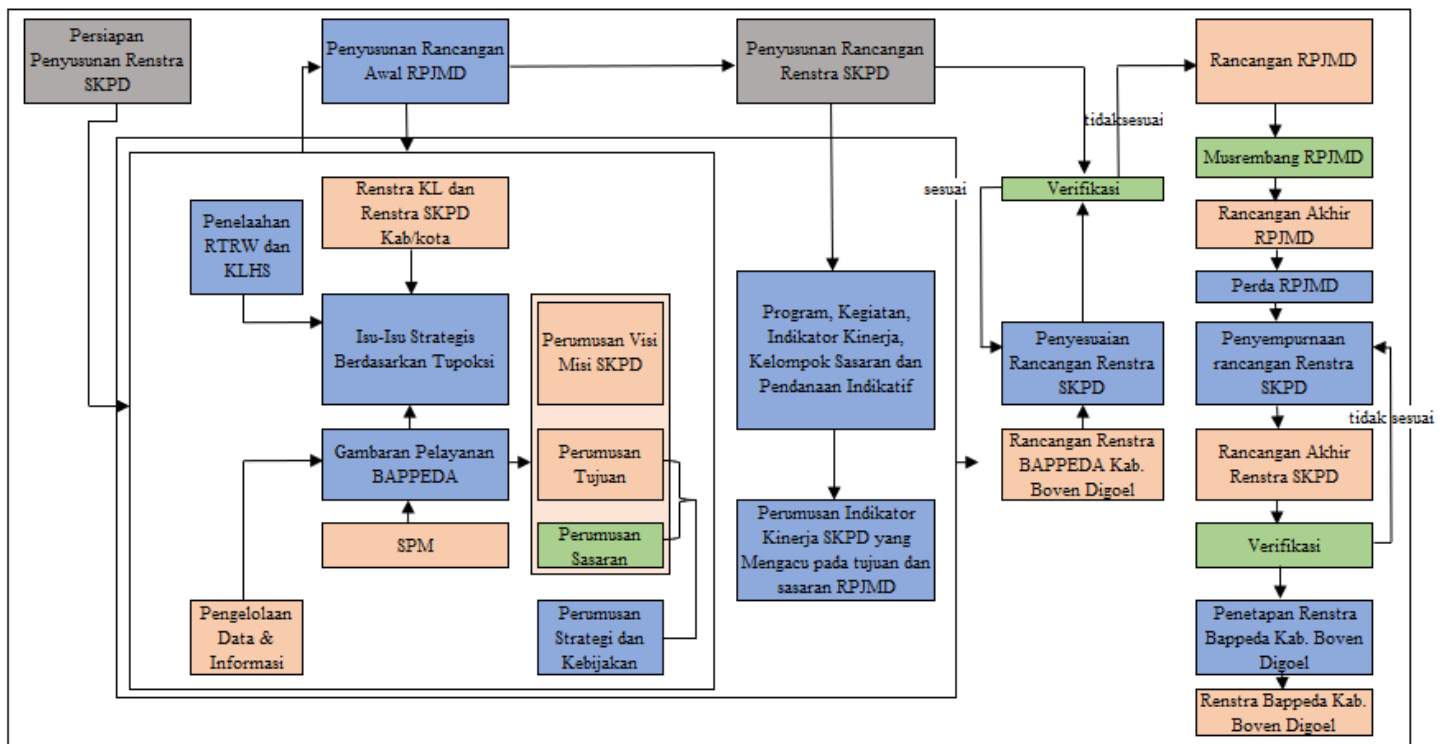 Persiapan
Penyusunan Renstra
SKPD
Penyusunan Rancangan
Awal RPJMD
Penyusunan Rancangan
Renstra SKPD
Rancangan RPJMD
tidaksesuai
Musrembang RPJMD
sesuai
Verifikasi
Renstra KL dan
Renstra SKPD
Kab/kota
Penelaahan
RTRW dan
KLHS
Rancangan Akhir
RPJMD
Perda RPJMD
Isu-Isu Strategis
Berdasarkan Tupoksi
Perumusan Visi
Misi SKPD
Program, Kegiatan,
Indikator Kinerja,
Kelompok Sasaran dan
Pendanaan Indikatif
Penyesuaian
Rancangan Renstra
SKPD
Penyempurnaan
rancangan Renstra
SKPD
tidak sesuai
Gambaran Pelayanan
BAPPEDA
Perumusan
Tujuan
Rancangan Renstra
BAPPEDA Kab.
Boven Digoel
Rancangan Akhir
Renstra SKPD
SPM
Perumusan
Sasaran
Perumusan Indikator
Kinerja SKPD yang
Mengacu pada tujuan dan
sasaran RPJMD
Verifikasi
Pengelolaan
Data &
Informasi
Perumusan
Strategi dan
Kebijakan
Penetapan Renstra
Bappeda Kab. Boven
Digoel
Renstra Bappeda Kab.
Boven Digoel